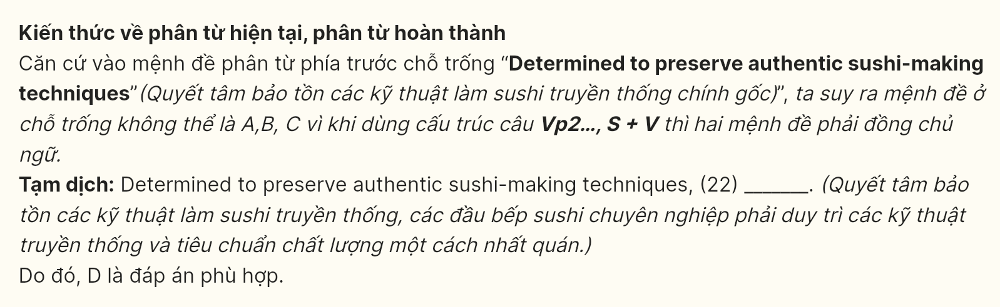 Kiến thức về phân từ hiện tại, phân từ hoàn thành
Căn cứ vào mệnh đề phân từ phía trước chỗ trống “Determined to preserve authentic sushi-making
techniques” (Quyết tâm bảo tồn các kỹ thuật làm sushi truyền thống chính gốc)”, ta suy ra mệnh đề ở
chỗ trống không thể là A,B, C vì khi dùng cấu trúc câu Vp2…, S + V thì hai mệnh đề phải đồng chủ
ngữ.
Tạm dịch: Determined to preserve authentic sushi-making techniques, (22) _______. (Quyết tâm bảo
tồn các kỹ thuật làm sushi truyền thống, các đầu bếp sushi chuyên nghiệp phải duy trì các kỹ thuật
truyền thống và tiêu chuẩn chất lượng một cách nhất quán.)
Do đó, D là đáp án phù hợp.